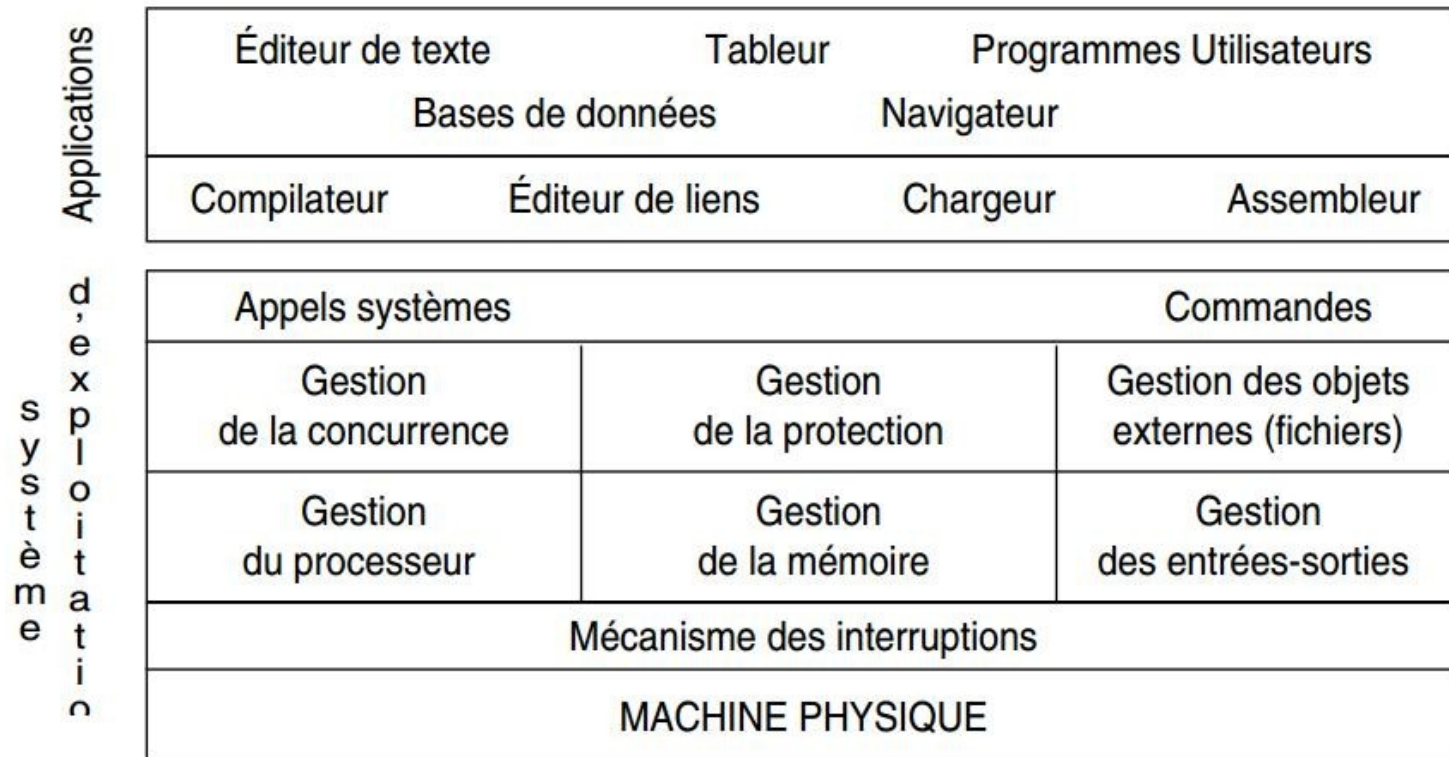 Applications
Éditeur de texte Tableur Programmes Utilisateurs
Bases de données Navigateur
Compilateur Éditeur de liens Chargeur Assembleur
système
d'exploitatio
Appels systèmes Commandes
Gestion
de la concurrence
Gestion
de la protection
Gestion des objets
externes (fichiers)
Gestion
du processeur
Gestion
de la mémoire
Gestion
des entrées-sorties
Mécanisme des interruptions
MACHINE PHYSIQUE